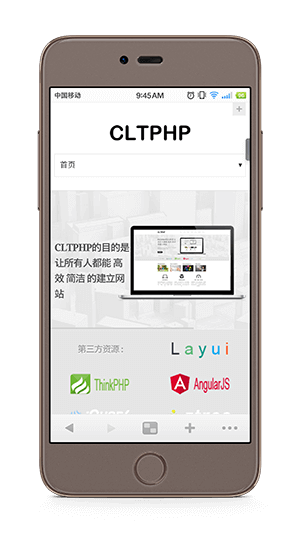 中国移动 9:45AM
CLTPHP
首页
CLTPHP的目的是
让所有人都能 高
效 简洁 的建立网
站
第三方资源:
Layui
ThinkPHP
AngularJS